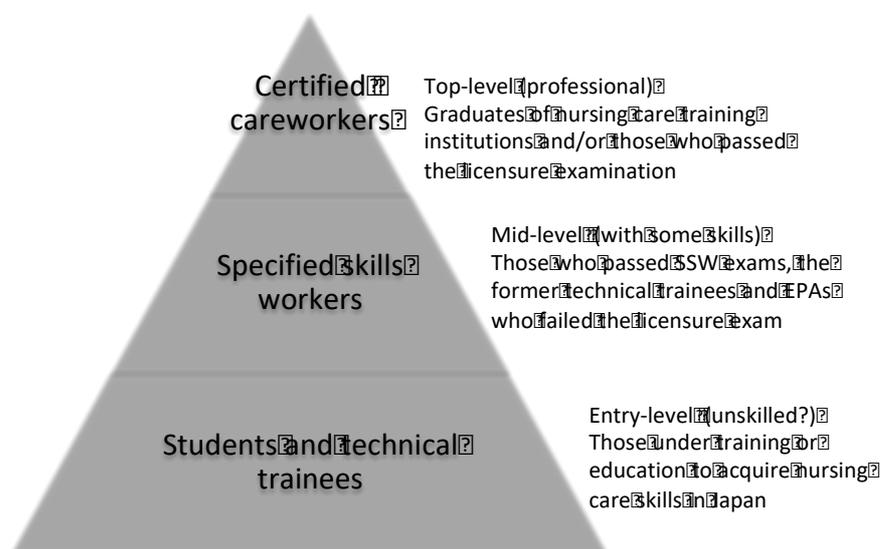 Certified
careworkers
Top-level (professional)
Graduates of nursing care training
institutions and/or those who passed
the licensure examination
Specified skills
workers
Mid-level (with some skills)
Those who passed SSW exams, the
former technical trainees and EPAs
who failed the licensure exam
Students and technical
trainees
Entry-level (unskilled?)
Those under training or
education to acquire nursing
care skills in Japan